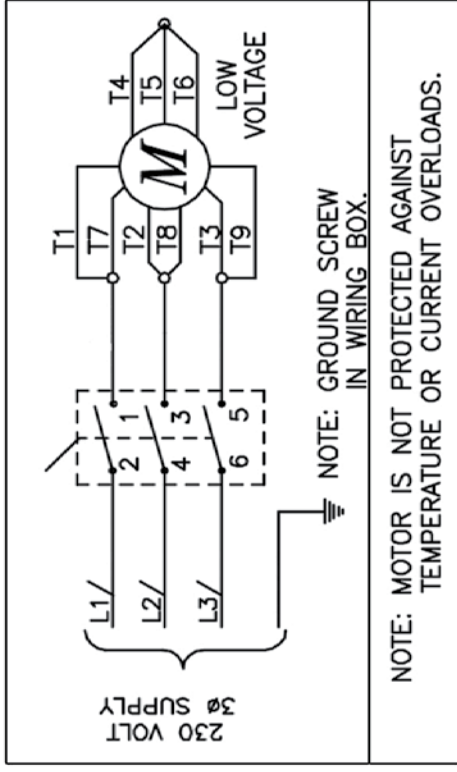 230 VOLT
3ø SUPPLY
L1
L2
L3
2 1
4 3
6 5
T1
T7
T2
T8
T3
T9
M
T4
T5
T6
LOW
VOLTAGE
NOTE: GROUND SCREW
IN WIRING BOX.
NOTE: MOTOR IS NOT PROTECTED AGAINST
TEMPERATURE OR CURRENT OVERLOADS.